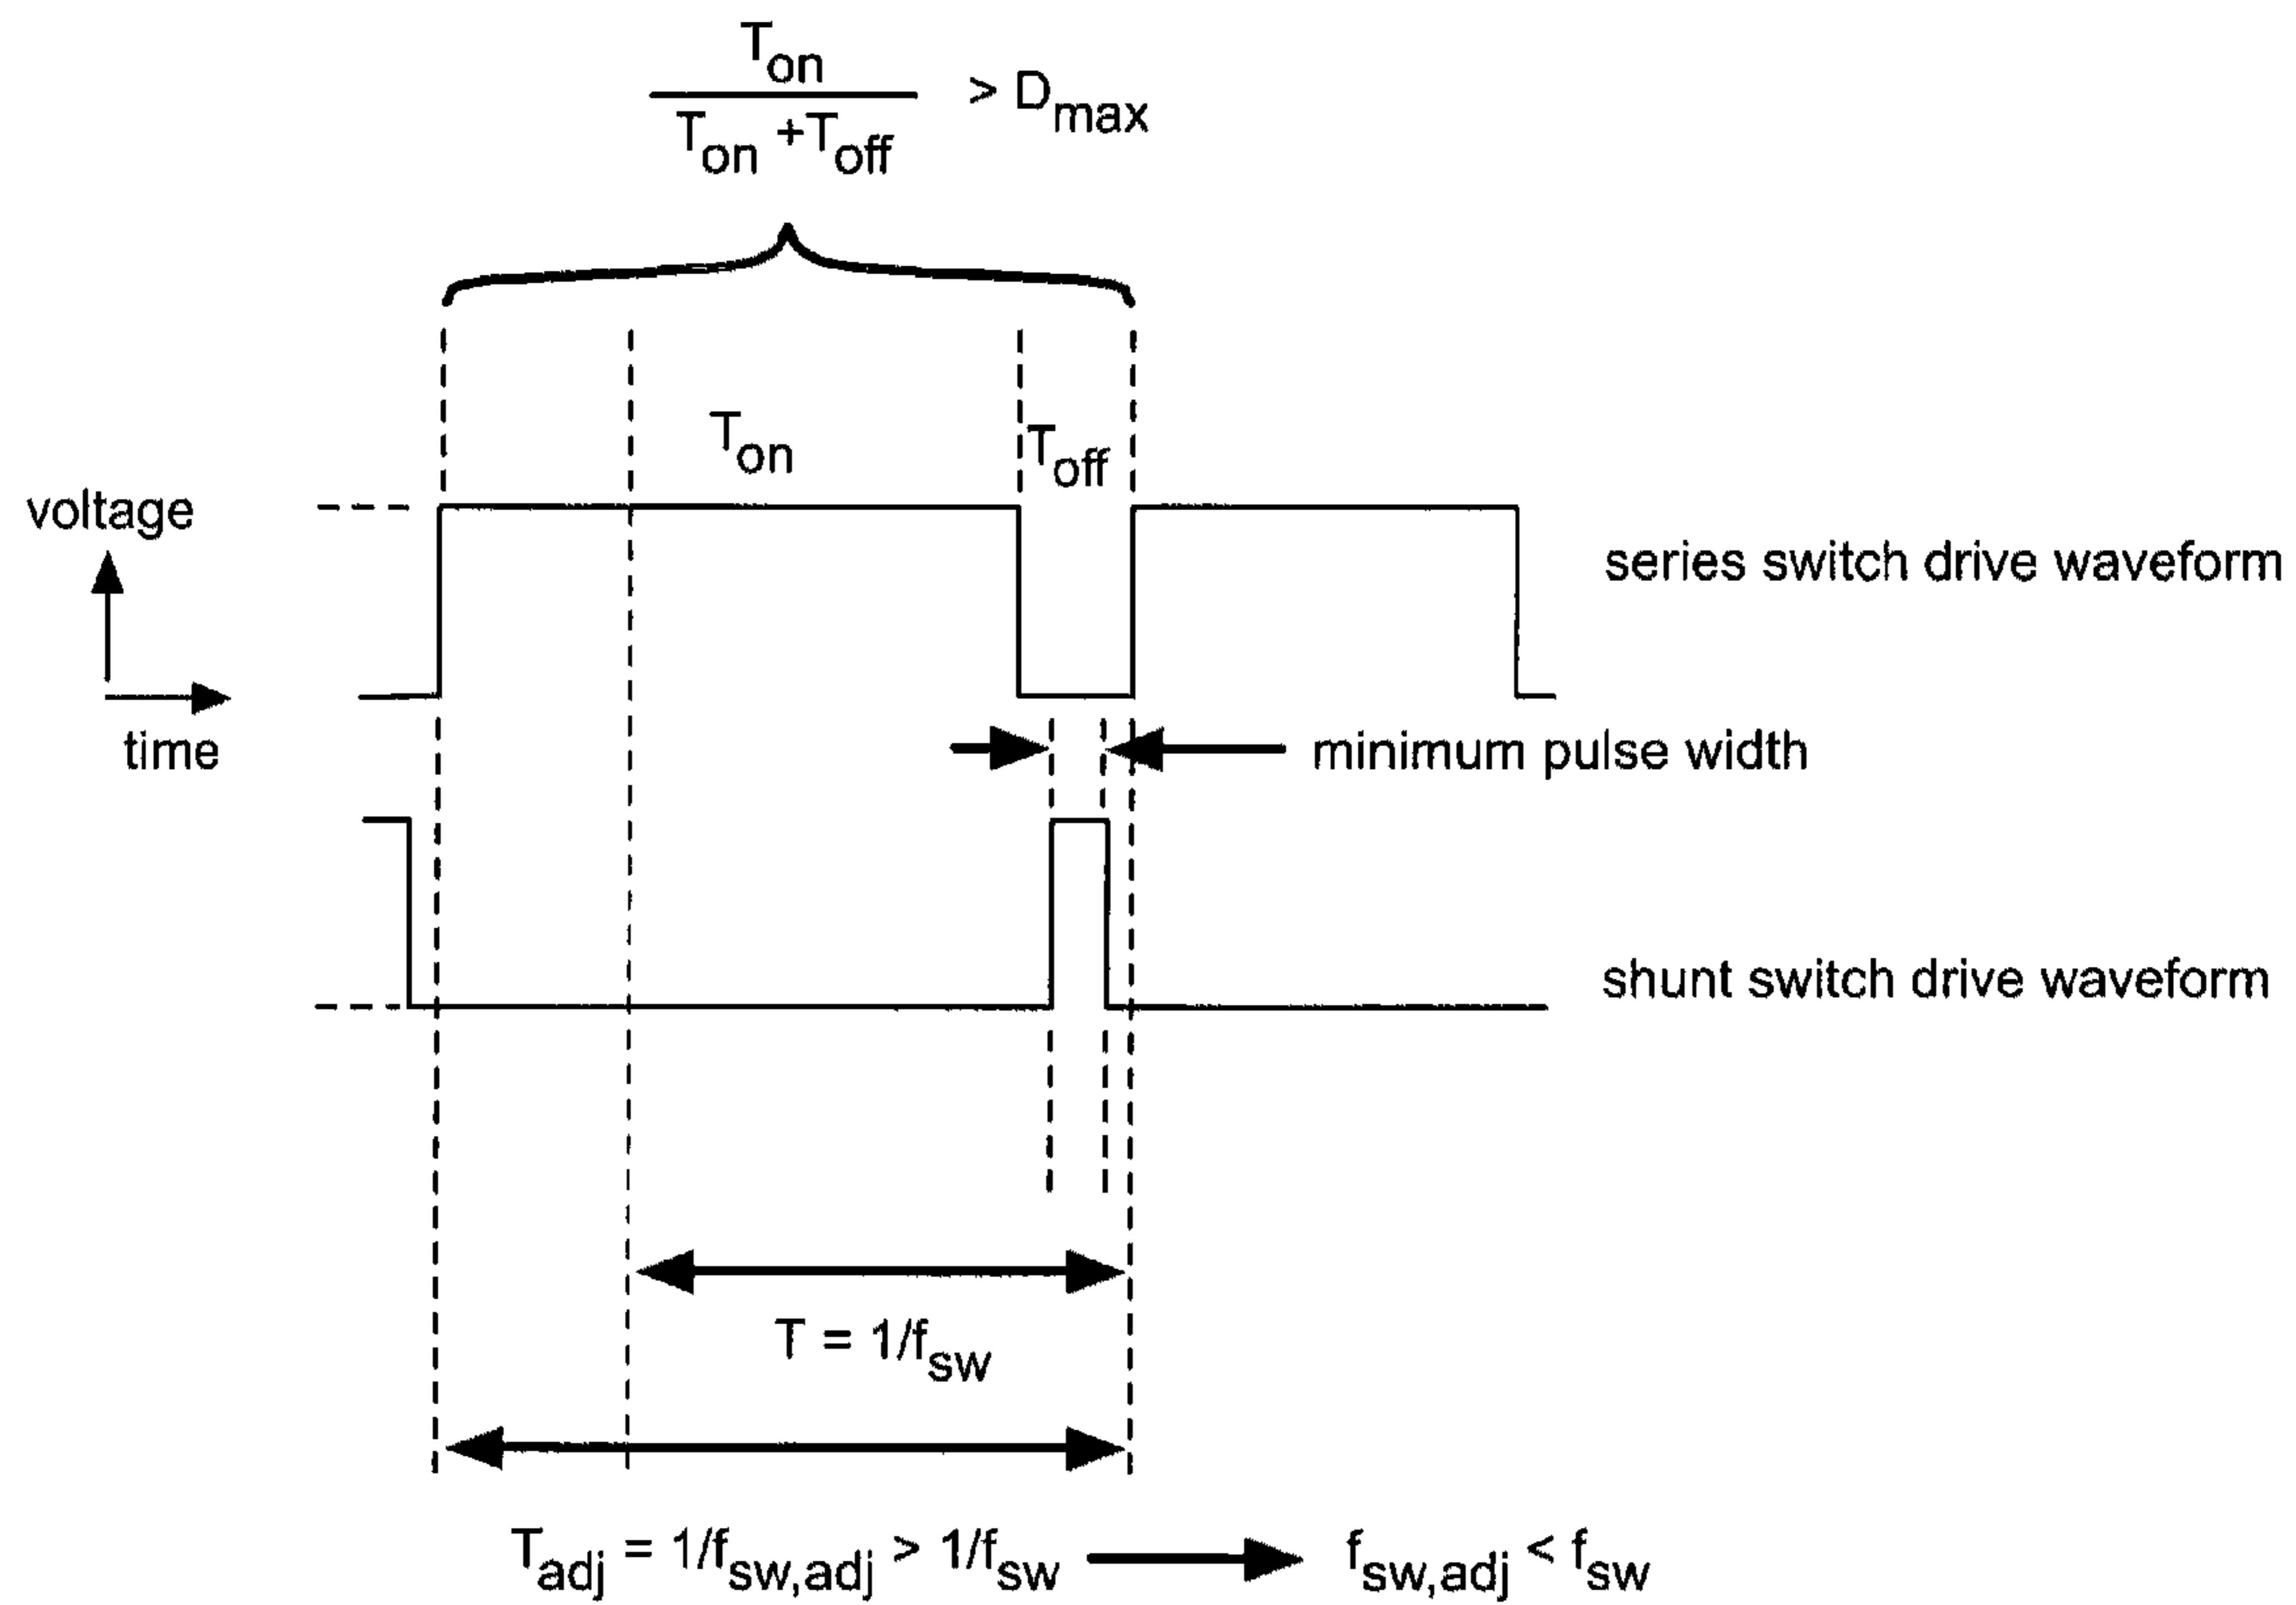 T_on
T_on +T_off > D_max
T_on
T_off
voltage
series switch drive waveform
time
minimum pulse width
shunt switch drive waveform
T = 1/f_sw
T_adj = 1/f_sw,adj > 1/f_sw → f_sw,adj < f_sw